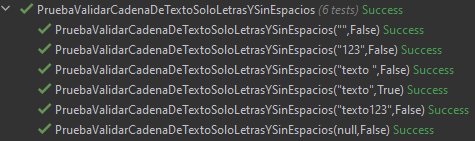 PruebaValidarCadenaDeTextoSoloLetrasYSinEspacios (6 tests) Success
PruebaValidarCadenaDeTextoSoloLetrasYSinEspacios("",False) Success
PruebaValidarCadenaDeTextoSoloLetrasYSinEspacios("123",False) Success
PruebaValidarCadenaDeTextoSoloLetrasYSinEspacios("texto ",False) Success
PruebaValidarCadenaDeTextoSoloLetrasYSinEspacios("texto",True) Success
PruebaValidarCadenaDeTextoSoloLetrasYSinEspacios("texto123",False) Success
PruebaValidarCadenaDeTextoSoloLetrasYSinEspacios(null,False) Success